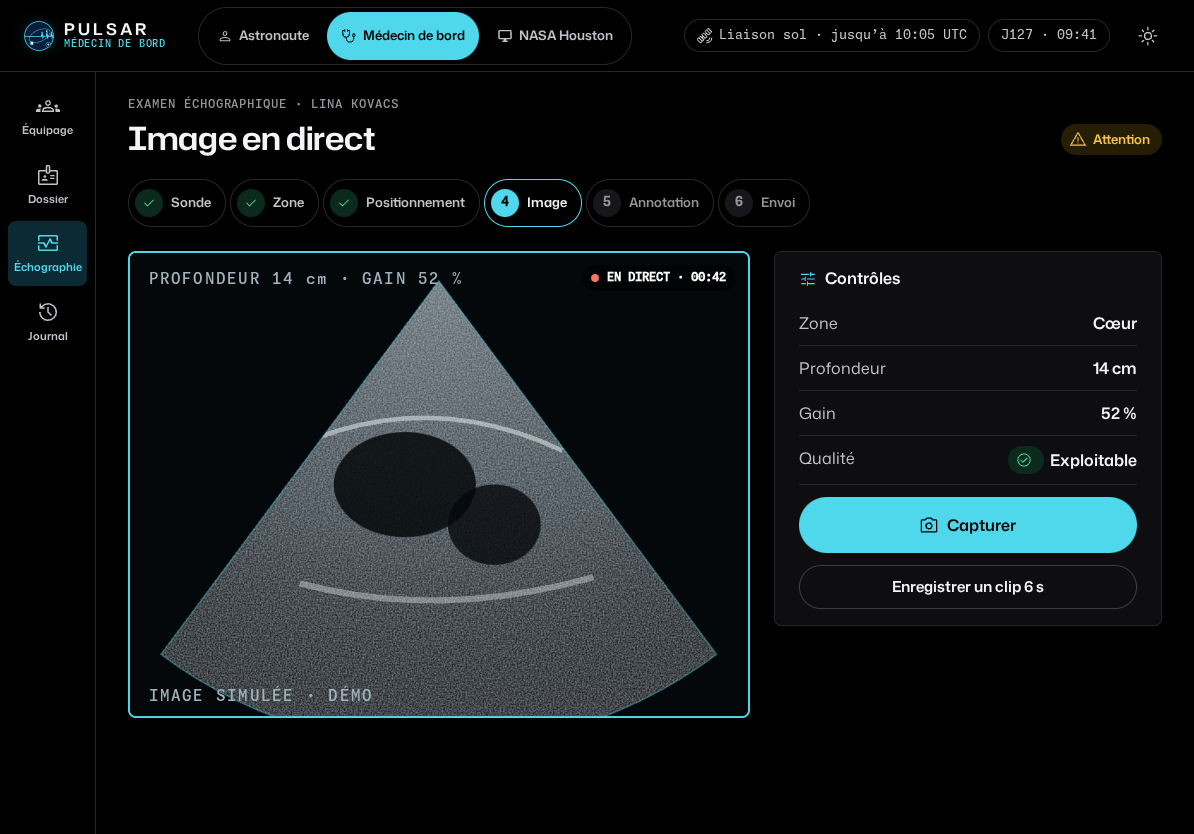 PULSAR
MÉDECIN DE BORD
Astronaute
Médecin de bord
NASA Houston
Liaison sol · jusqu’à 10:05 UTC
J127 · 09:41
Équipage
Dossier
Échographie
Journal
EXAMEN ÉCHOGRAPHIQUE · LINA KOVACS
Image en direct
Attention
Sonde
Zone
Positionnement
4 Image
5 Annotation
6 Envoi
PROFONDEUR 14 cm · GAIN 52 %
EN DIRECT · 00:42
IMAGE SIMULÉE · DÉMO
Contrôles
Zone Cœur
Profondeur 14 cm
Gain 52 %
Qualité Exploitable
Capturer
Enregistrer un clip 6 s